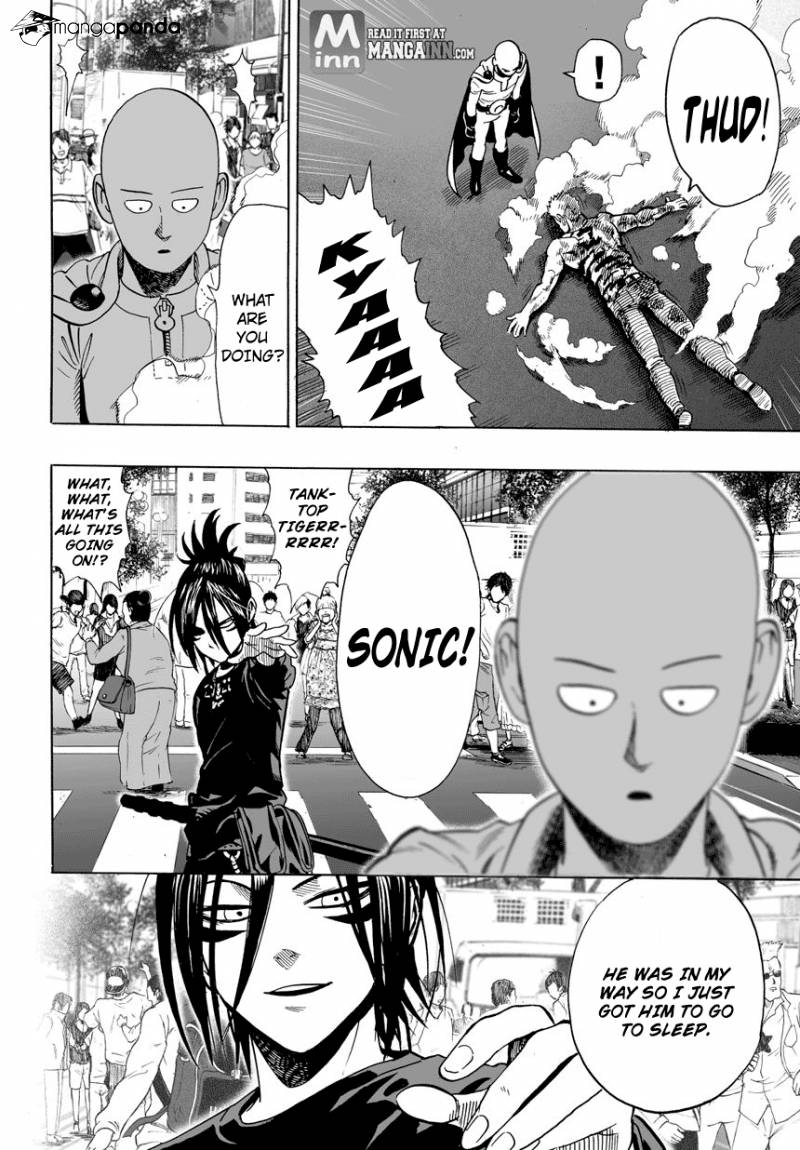 mangapanda
M
inn
READ IT FIRST AT
MANGAINN.COM
THUD!
!
KYAAAA
WHAT
ARE
YOU
DOING?
SONIC!
TANK-
TOP
TIGERR-
RRRR!
WHAT,
WHAT,
WHAT'S
ALL THIS
GOING
ON!?
HE WAS IN MY
WAY SO I JUST
GOT HIM TO GO
TO SLEEP.